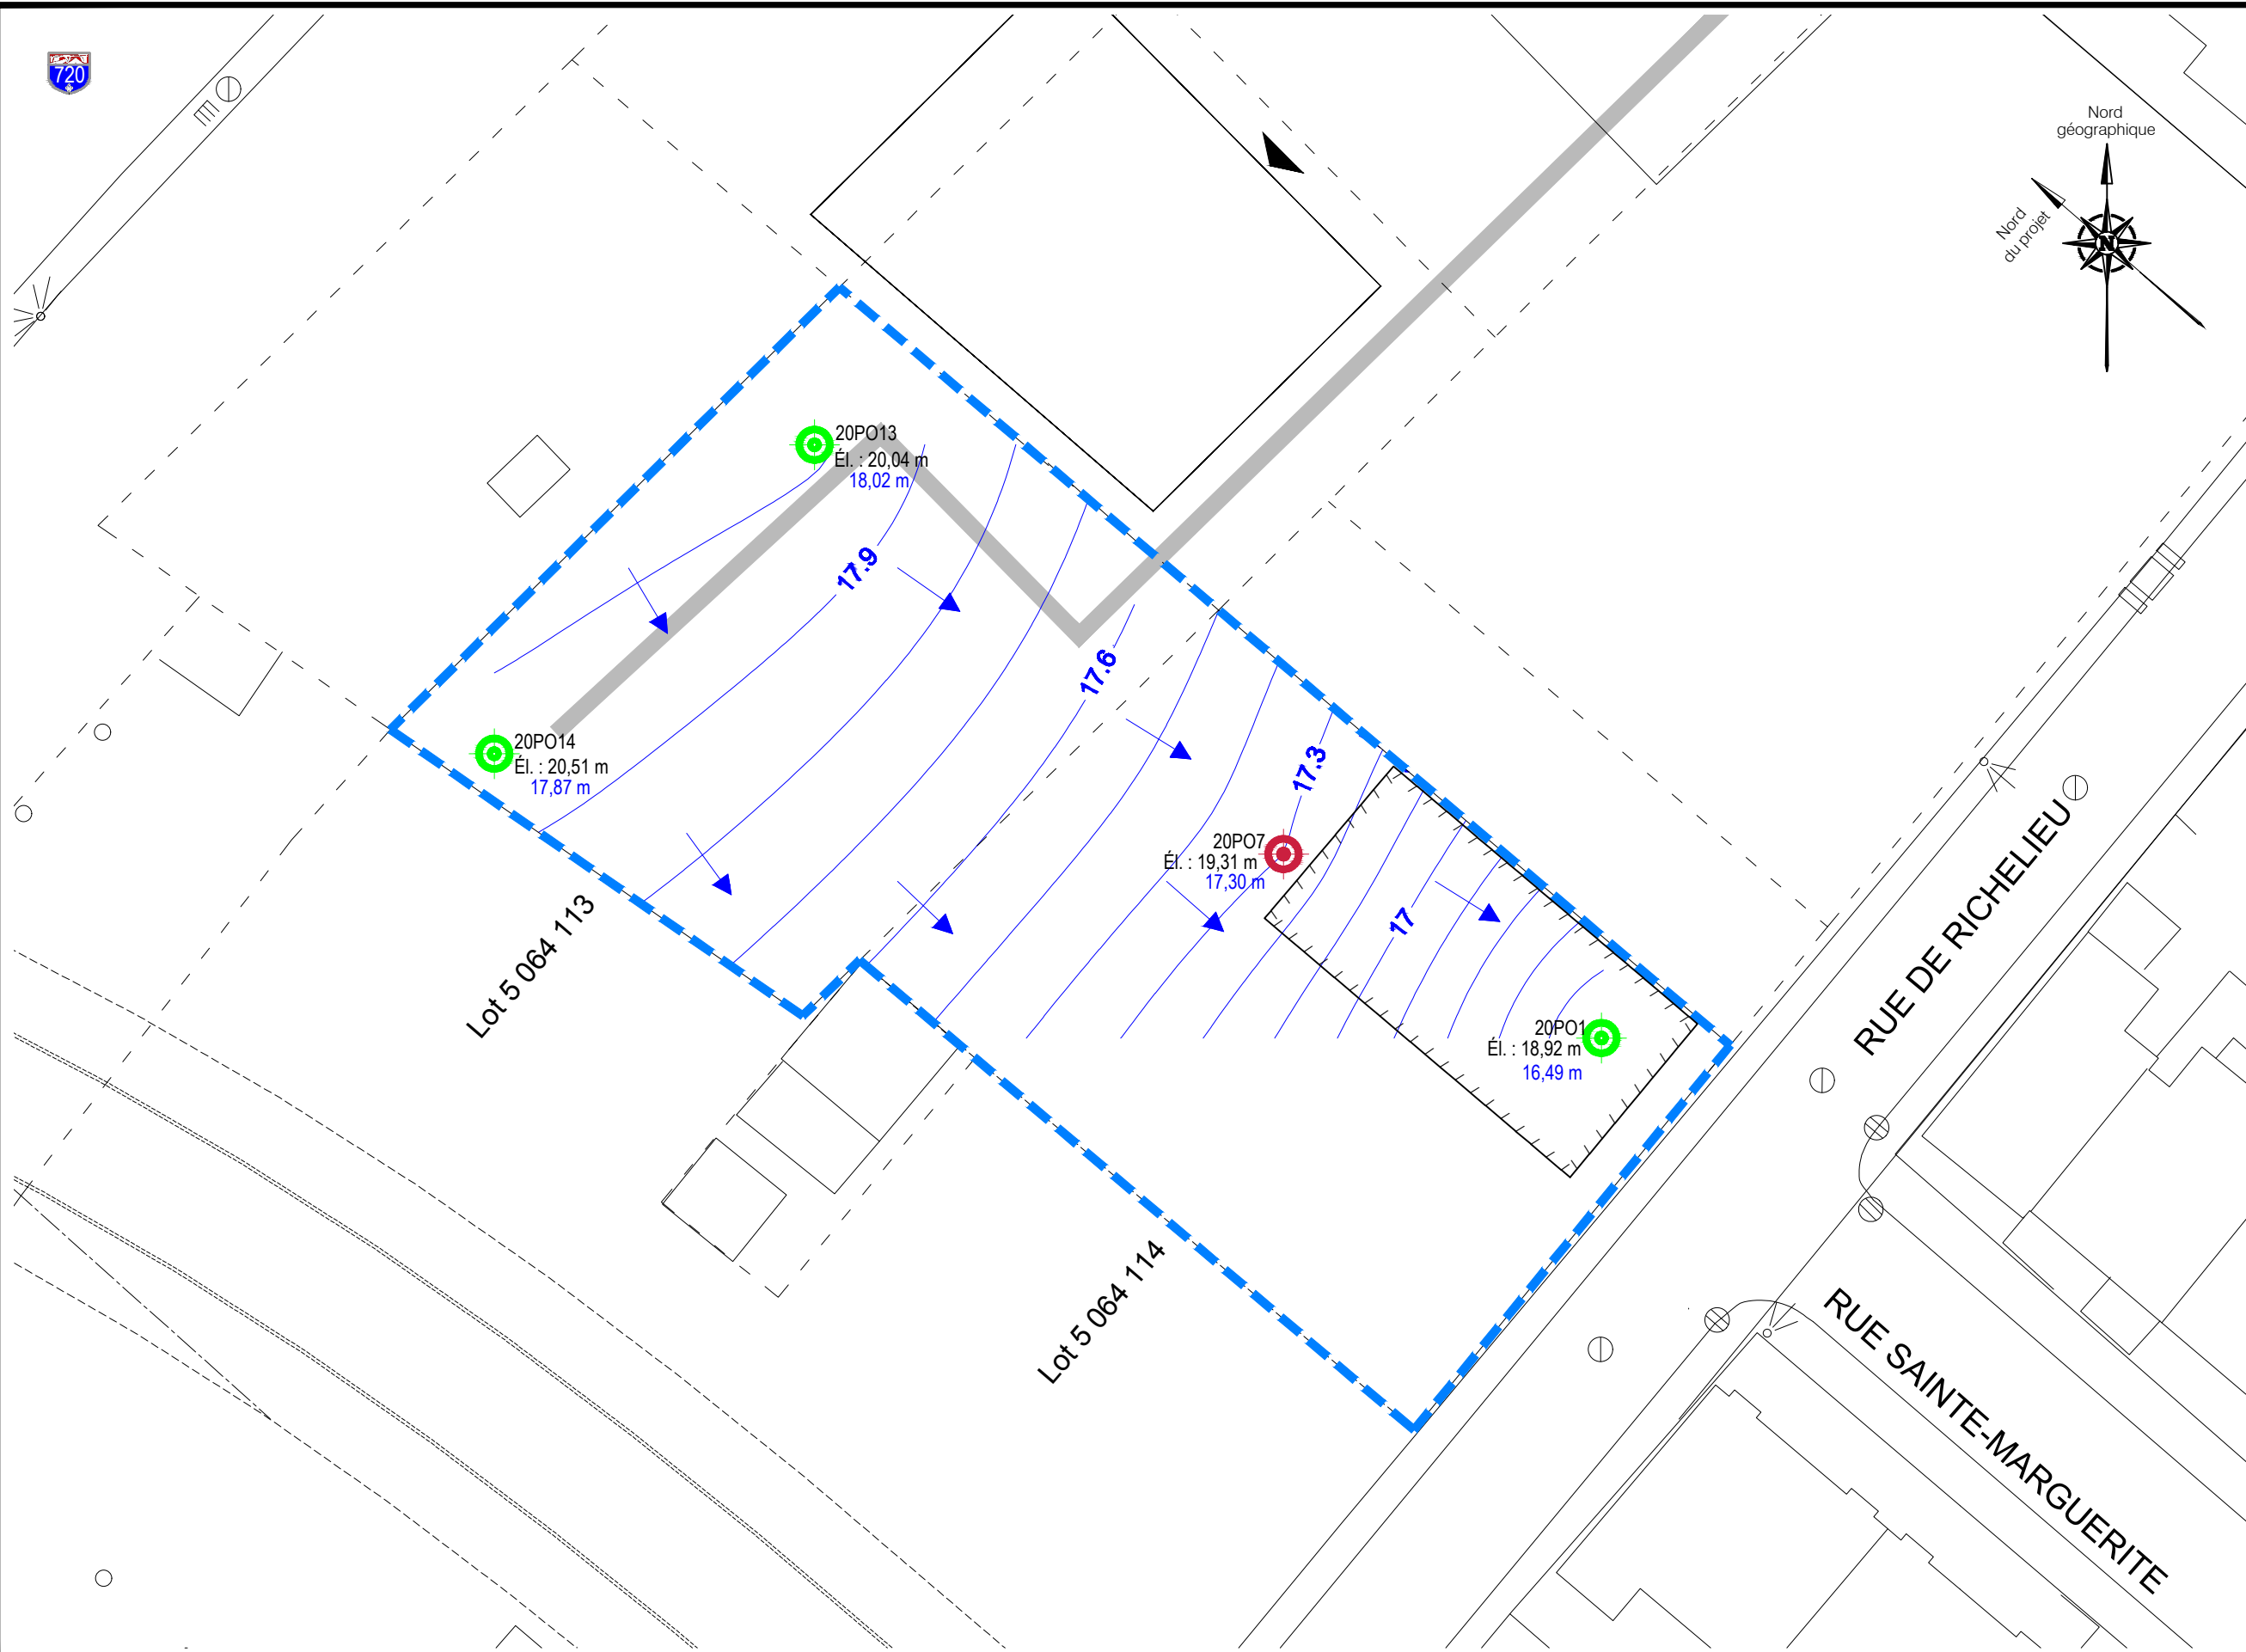 720
Nord
géographique
Nord
du projet
N
20PO13
Él. : 20,04 m
18,02 m
17.9
17.6
20PO14
Él. : 20,51 m
17,87 m
17.3
20PO7
Él. : 19,31 m
17,30 m
17
20PO1
Él. : 18,92 m
16,49 m
Lot 5 064 113
Lot 5 064 114
RUE DE RICHELIEU
RUE SAINTE-MARGUERITE